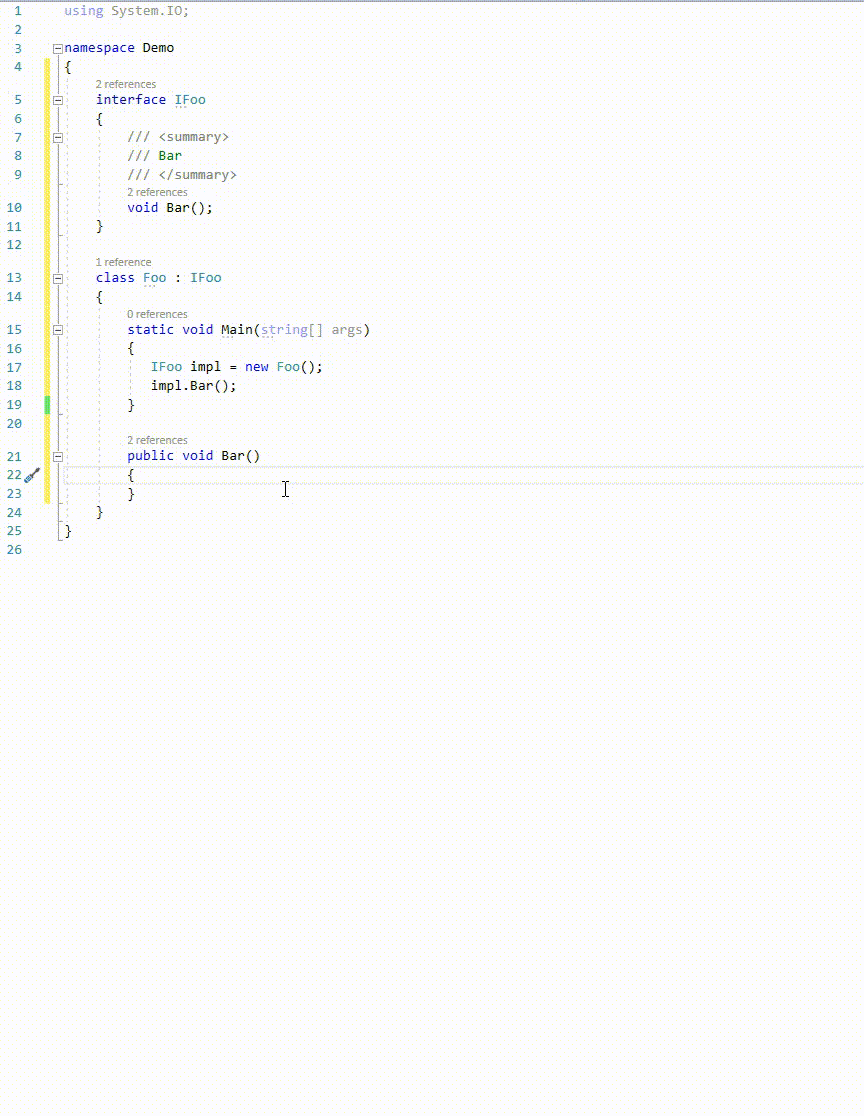 1 using System.IO;
2
3 namespace Demo
4 {
2 references
5 interface IFoo
6 {
7 /// <summary>
8 /// Bar
9 /// </summary>
2 references
10 void Bar();
11 }
12
1 reference
13 class Foo : IFoo
14 {
0 references
15 static void Main(string[] args)
16 {
17 IFoo impl = new Foo();
18 impl.Bar();
19 }
20
2 references
21 public void Bar()
22 {
23 }
24 }
25 }
26